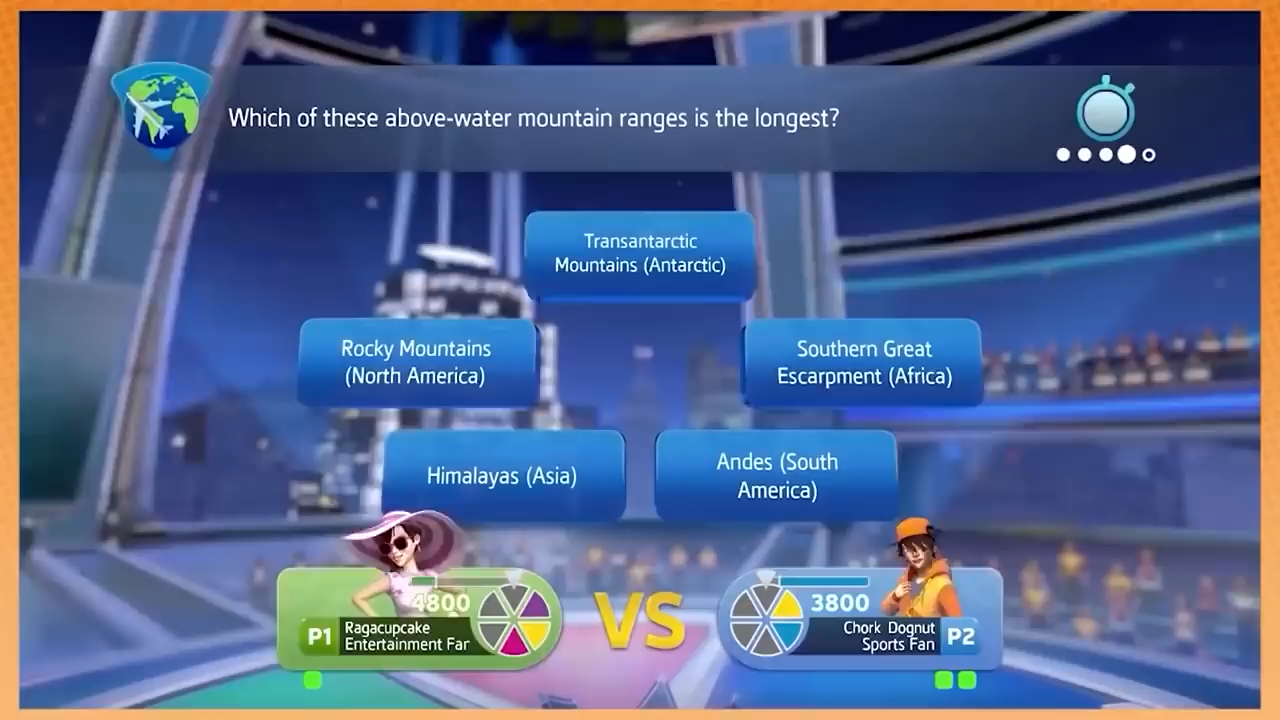 Which of these above-water mountain ranges is the longest?
Transantarctic
Mountains (Antarctic)
Rocky Mountains
(North America)
Southern Great
Escarpment (Africa)
Himalayas (Asia)
Andes (South
America)
4800
P1
Ragacupcake
Entertainment Fan
VS
3800
Chork Dognut
Sports Fan
P2